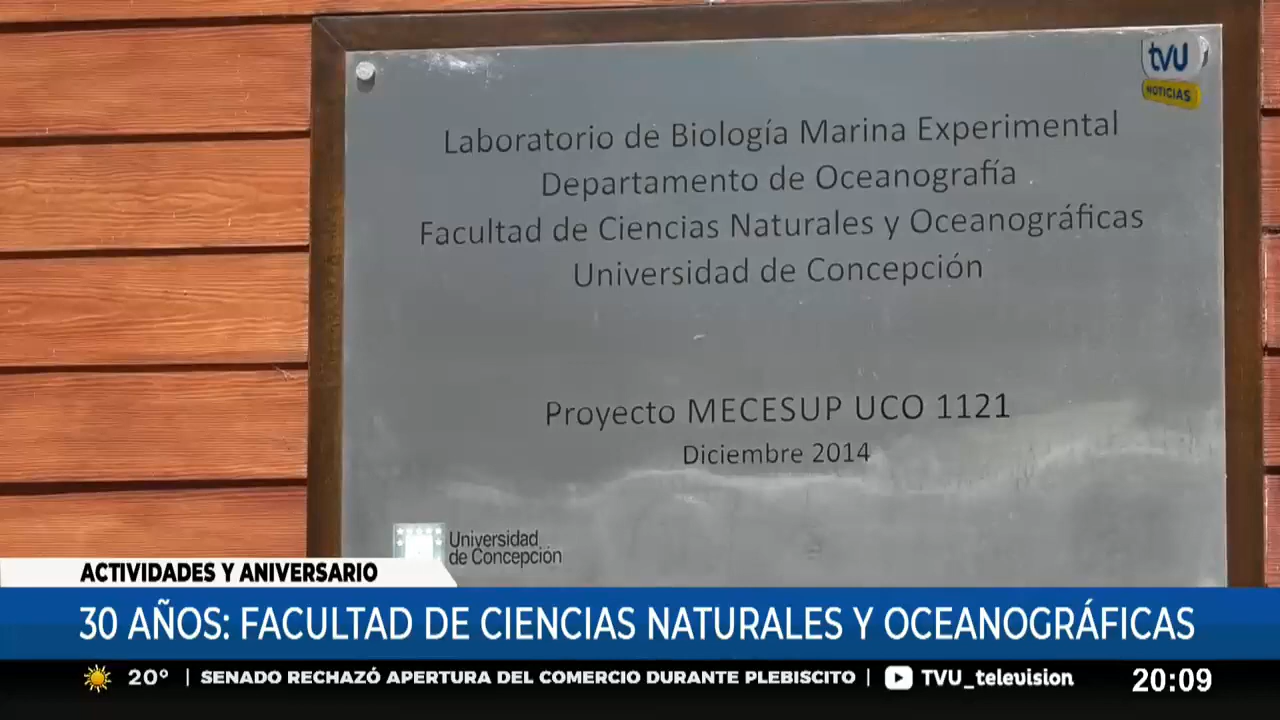 tvU
NOTICIAS
Laboratorio de Biología Marina Experimental
Departamento de Oceanografía
Facultad de Ciencias Naturales y Oceanográficas
Universidad de Concepción
Proyecto MECESUP UCO 1121
Diciembre 2014
Universidad
de Concepción
ACTIVIDADES Y ANIVERSARIO
30 AÑOS: FACULTAD DE CIENCIAS NATURALES Y OCEANOGRÁFICAS
20° | SENADO RECHAZÓ APERTURA DEL COMERCIO DURANTE PLEBISCITO | TVU_television 20:09